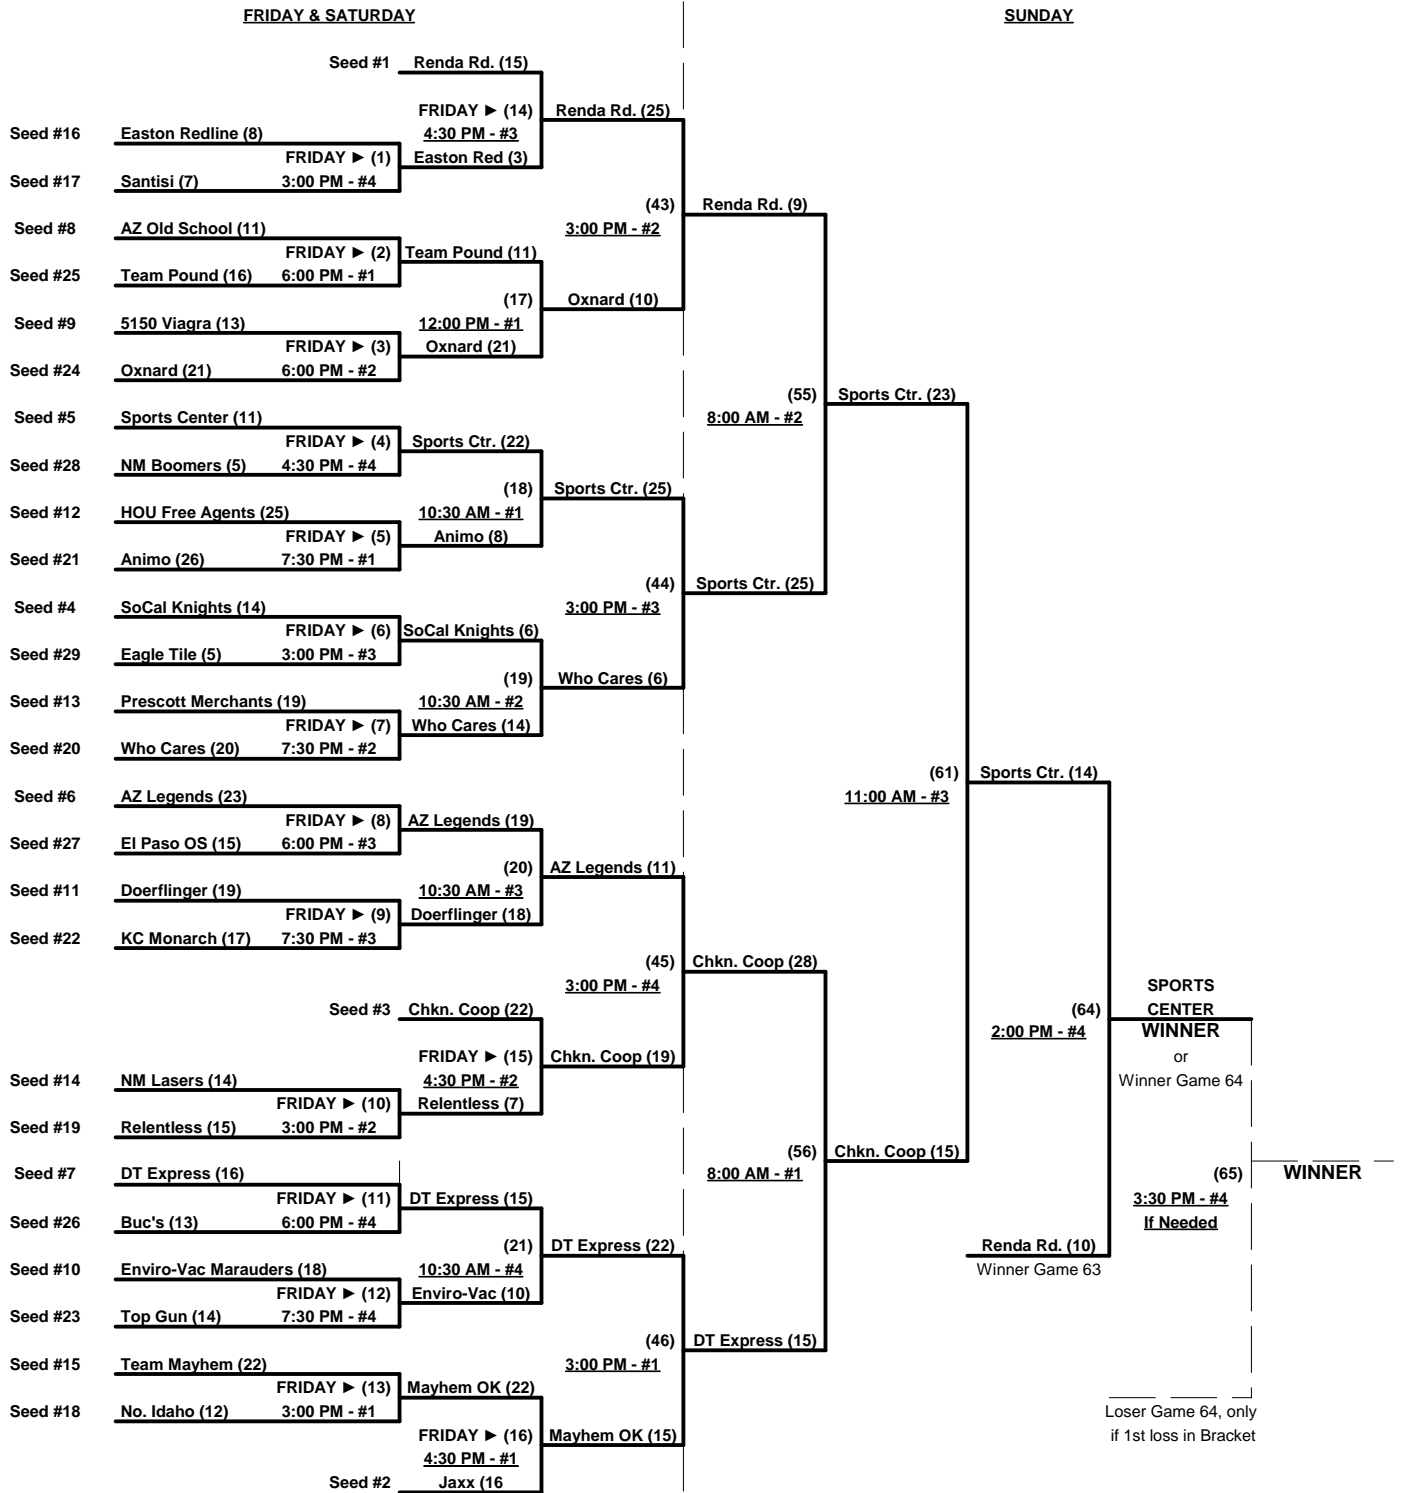 FRIDAY & SATURDAY
SUNDAY
Seed #1 Renda Rd. (15)
FRIDAY ► (14) Renda Rd. (25)
Seed #16 Easton Redline (8) 4:30 PM - #3
FRIDAY ► (1) Easton Red (3)
Seed #17 Santisi (7) 3:00 PM - #4
(43) Renda Rd. (9)
Seed #8 AZ Old School (11) 3:00 PM - #2
FRIDAY ► (2) Team Pound (11)
Seed #25 Team Pound (16) 6:00 PM - #1
(17) Oxnard (10)
Seed #9 5150 Viagra (13) 12:00 PM - #1
FRIDAY ► (3) Oxnard (21)
Seed #24 Oxnard (21) 6:00 PM - #2
(55) Sports Ctr. (23)
Seed #5 Sports Center (11) 8:00 AM - #2
FRIDAY ► (4) Sports Ctr. (22)
Seed #28 NM Boomers (5) 4:30 PM - #4
(18) Sports Ctr. (25)
Seed #12 HOU Free Agents (25) 10:30 AM - #1
FRIDAY ► (5) Animo (8)
Seed #21 Animo (26) 7:30 PM - #1
(44) Sports Ctr. (25)
Seed #4 SoCal Knights (14) 3:00 PM - #3
FRIDAY ► (6) SoCal Knights (6)
Seed #29 Eagle Tile (5) 3:00 PM - #3
(19) Who Cares (6)
Seed #13 Prescott Merchants (19) 10:30 AM - #2
FRIDAY ► (7) Who Cares (14)
Seed #20 Who Cares (20) 7:30 PM - #2
(61) Sports Ctr. (14)
Seed #6 AZ Legends (23) 11:00 AM - #3
FRIDAY ► (8) AZ Legends (19)
Seed #27 El Paso OS (15) 6:00 PM - #3
(20) AZ Legends (11)
Seed #11 Doerflinger (19) 10:30 AM - #3
FRIDAY ► (9) Doerflinger (18)
Seed #22 KC Monarch (17) 7:30 PM - #3
(45) Chkn. Coop (28)
3:00 PM - #4 SPORTS
Seed #3 Chkn. Coop (22) (64) CENTER
2:00 PM - #4 WINNER
FRIDAY ► (15) Chkn. Coop (19) or
Seed #14 NM Lasers (14) 4:30 PM - #2 Winner Game 64
FRIDAY ► (10) Relentless (7)
Seed #19 Relentless (15) 3:00 PM - #2
(56) Chkn. Coop (15)
Seed #7 DT Express (16) 8:00 AM - #1 (65) WINNER
FRIDAY ► (11) DT Express (15) 3:30 PM - #4
Seed #26 Buc's (13) 6:00 PM - #4 If Needed
(21) DT Express (22) Renda Rd. (10)
Seed #10 Enviro-Vac Marauders (18) 10:30 AM - #4 Winner Game 63
FRIDAY ► (12) Enviro-Vac (10)
Seed #23 Top Gun (14) 7:30 PM - #4
(46) DT Express (15)
Seed #15 Team Mayhem (22) 3:00 PM - #1
FRIDAY ► (13) Mayhem OK (22)
Seed #18 No. Idaho (12) 3:00 PM - #1 Loser Game 64, only
FRIDAY ► (16) Mayhem OK (15) if 1st loss in Bracket
4:30 PM - #1
Seed #2 Jaxx (16